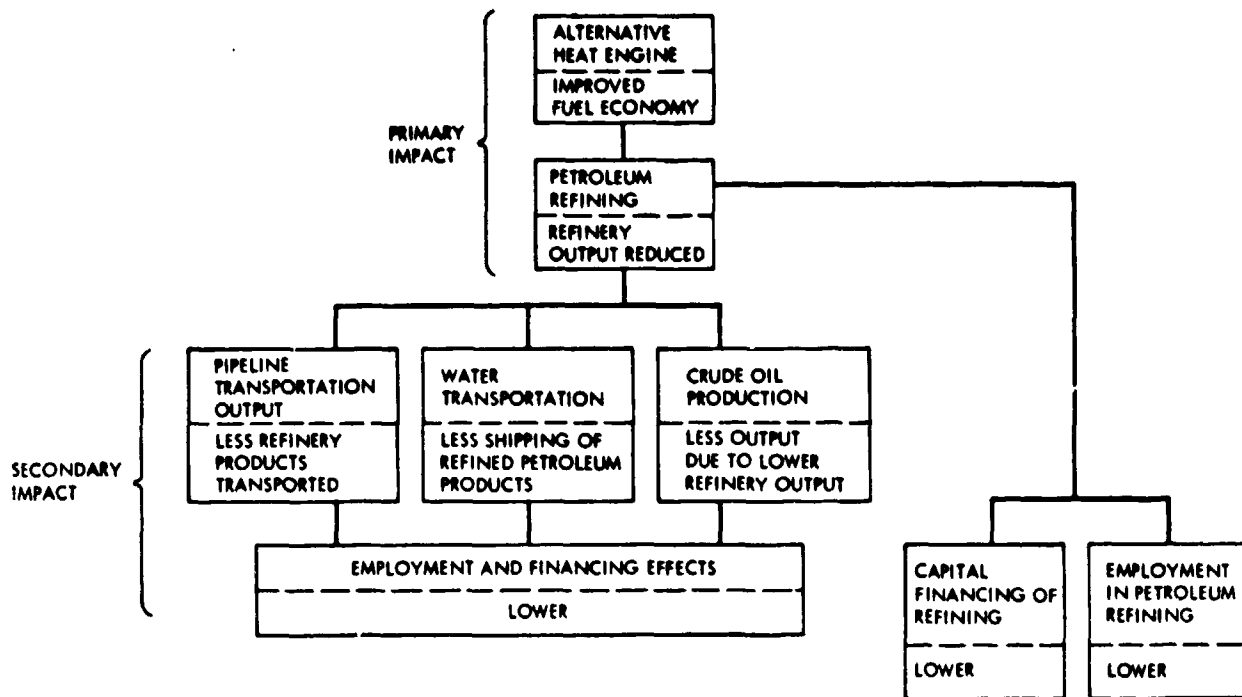 ALTERNATIVE
HEAT ENGINE
IMPROVED
FUEL ECONOMY
PRIMARY
IMPACT
PETROLEUM
REFINING
REFINERY
OUTPUT REDUCED
PIPELINE
TRANSPORTATION
OUTPUT
LESS REFINERY
PRODUCTS
TRANSPORTED
WATER
TRANSPORTATION
LESS SHIPPING OF
REFINED PETROLEUM
PRODUCTS
CRUDE OIL
PRODUCTION
LESS OUTPUT
DUE TO LOWER
REFINERY OUTPUT
SECONDARY
IMPACT
EMPLOYMENT AND FINANCING EFFECTS
LOWER
CAPITAL
FINANCING OF
REFINING
LOWER
EMPLOYMENT
IN PETROLEUM
REFINING
LOWER